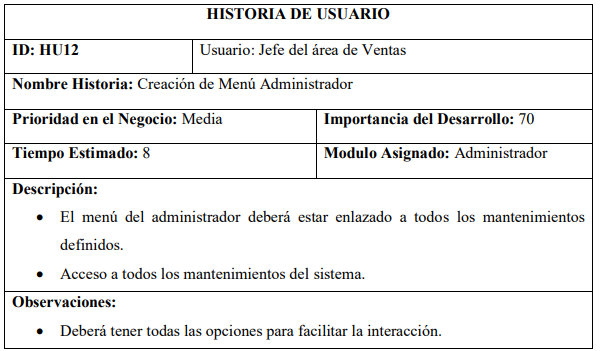 HISTORIA DE USUARIO
ID: HU12
Usuario: Jefe del área de Ventas
Nombre Historia: Creación de Menú Administrador
Prioridad en el Negocio: Media
Importancia del Desarrollo: 70
Tiempo Estimado: 8
Modulo Asignado: Administrador
Descripción:
• El menú del administrador deberá estar enlazado a todos los mantenimientos
definidos.
• Acceso a todos los mantenimientos del sistema.
Observaciones:
• Deberá tener todas las opciones para facilitar la interacción.